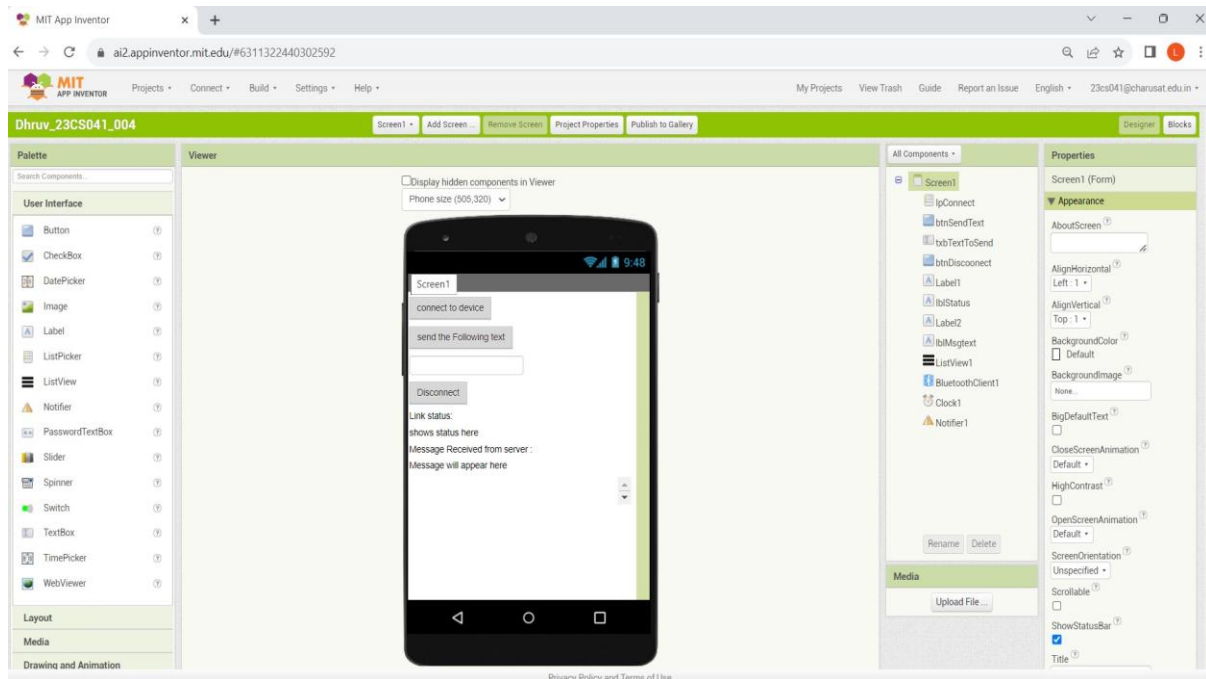 MIT App Inventor
ai2.appinventor.mit.edu/#6311322440302592
L
MIT
APP INVENTOR
Projects Connect Build Settings Help My Projects View Trash Guide Report an Issue English 23cs041@charusat.edu.in
Dhruv_23CS041_004 Screen1 Add Screen ... Remove Screen Project Properties Publish to Gallery Designer Blocks
Palette
Search Components...
User Interface
Button
CheckBox
DatePicker
Image
Label
ListPicker
ListView
Notifier
PasswordTextBox
Slider
Spinner
Switch
TextBox
TimePicker
WebViewer
Layout
Media
Drawing and Animation
Viewer
Display hidden components in Viewer
Phone size (505,320)
9:48
Screen1
connect to device
send the Following text
Disconnect
Link status:
shows status here
Message Received from server :
Message will appear here
All Components
Screen1
lpConnect
btnSendText
txbTextToSend
btnDiscoonect
Label1
lblStatus
Label2
lblMsgtext
ListView1
BluetoothClient1
Clock1
Notifier1
Rename Delete
Media
Upload File ...
Properties
Screen1 (Form)
Appearance
AboutScreen
AlignHorizontal
Left : 1
AlignVertical
Top : 1
BackgroundColor
Default
BackgroundImage
None...
BigDefaultText
CloseScreenAnimation
Default
HighContrast
OpenScreenAnimation
Default
ScreenOrientation
Unspecified
Scrollable
ShowStatusBar
Title
Privacy Policy and Terms of Use